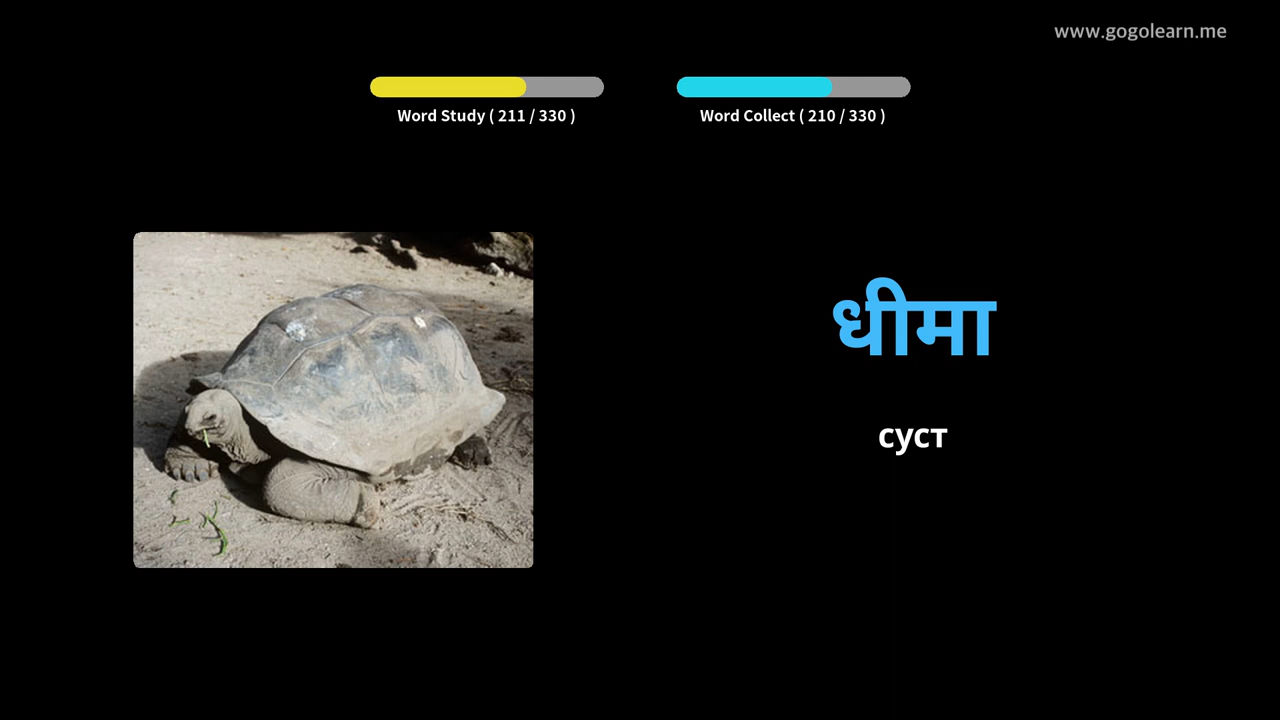 www.gogolearn.me
Word Study ( 211 / 330 )
Word Collect ( 210 / 330 )
धीमा
суст